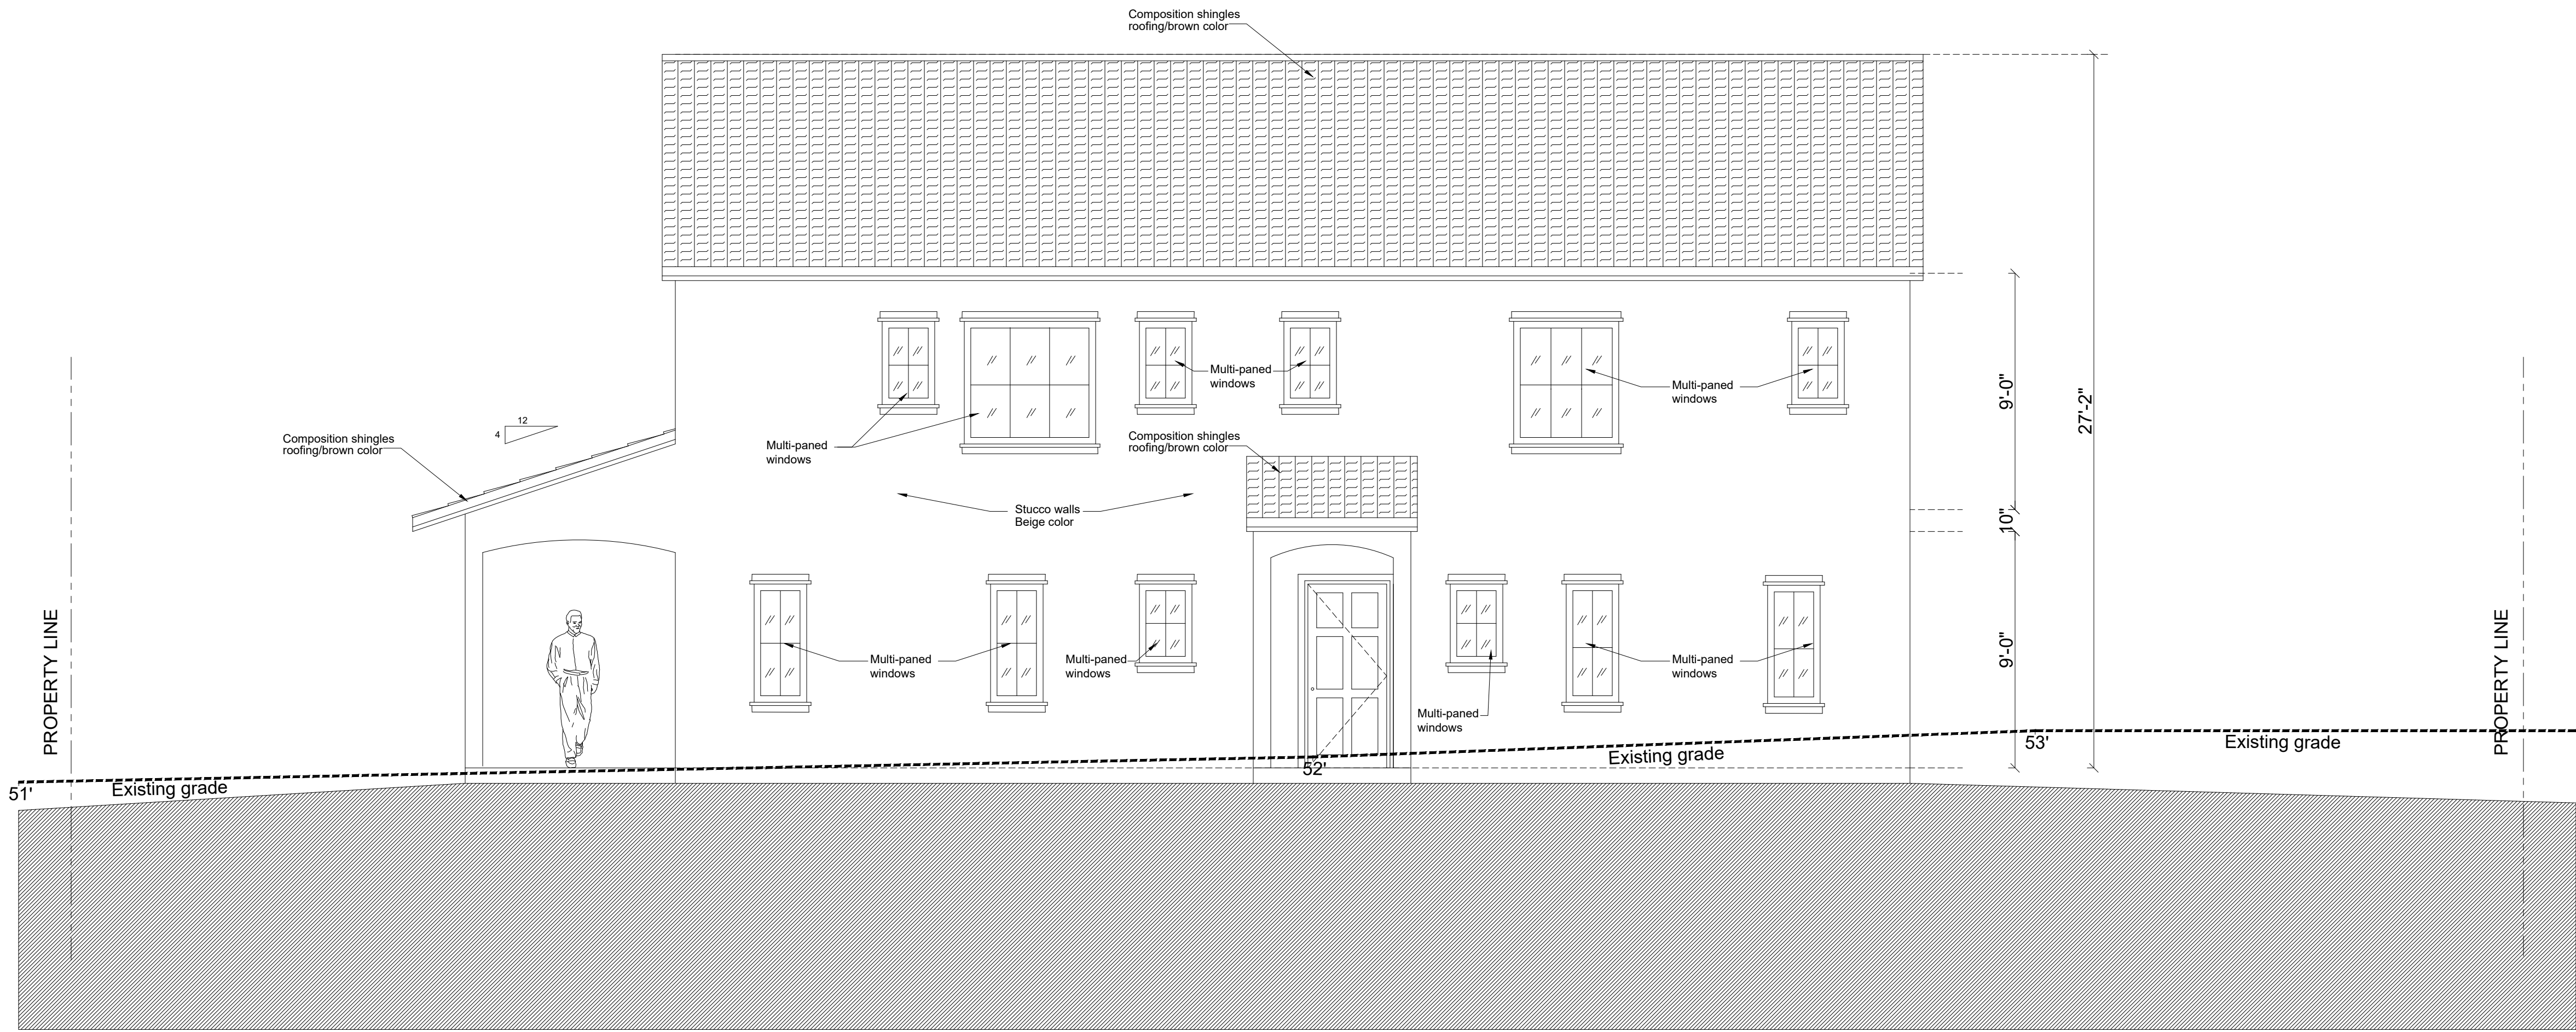 Composition shingles
roofing/brown color
Multi-paned
windows
Multi-paned
windows
9'-0"
27'-2"
12
4
Composition shingles
roofing/brown color
Multi-paned
windows
Composition shingles
roofing/brown color
Stucco walls
Beige color
10"
PROPERTY LINE
Multi-paned
windows
Multi-paned
windows
Multi-paned
windows
Multi-paned
windows
9'-0"
PROPERTY LINE
51'
Existing grade
52'
Existing grade
53'
Existing grade